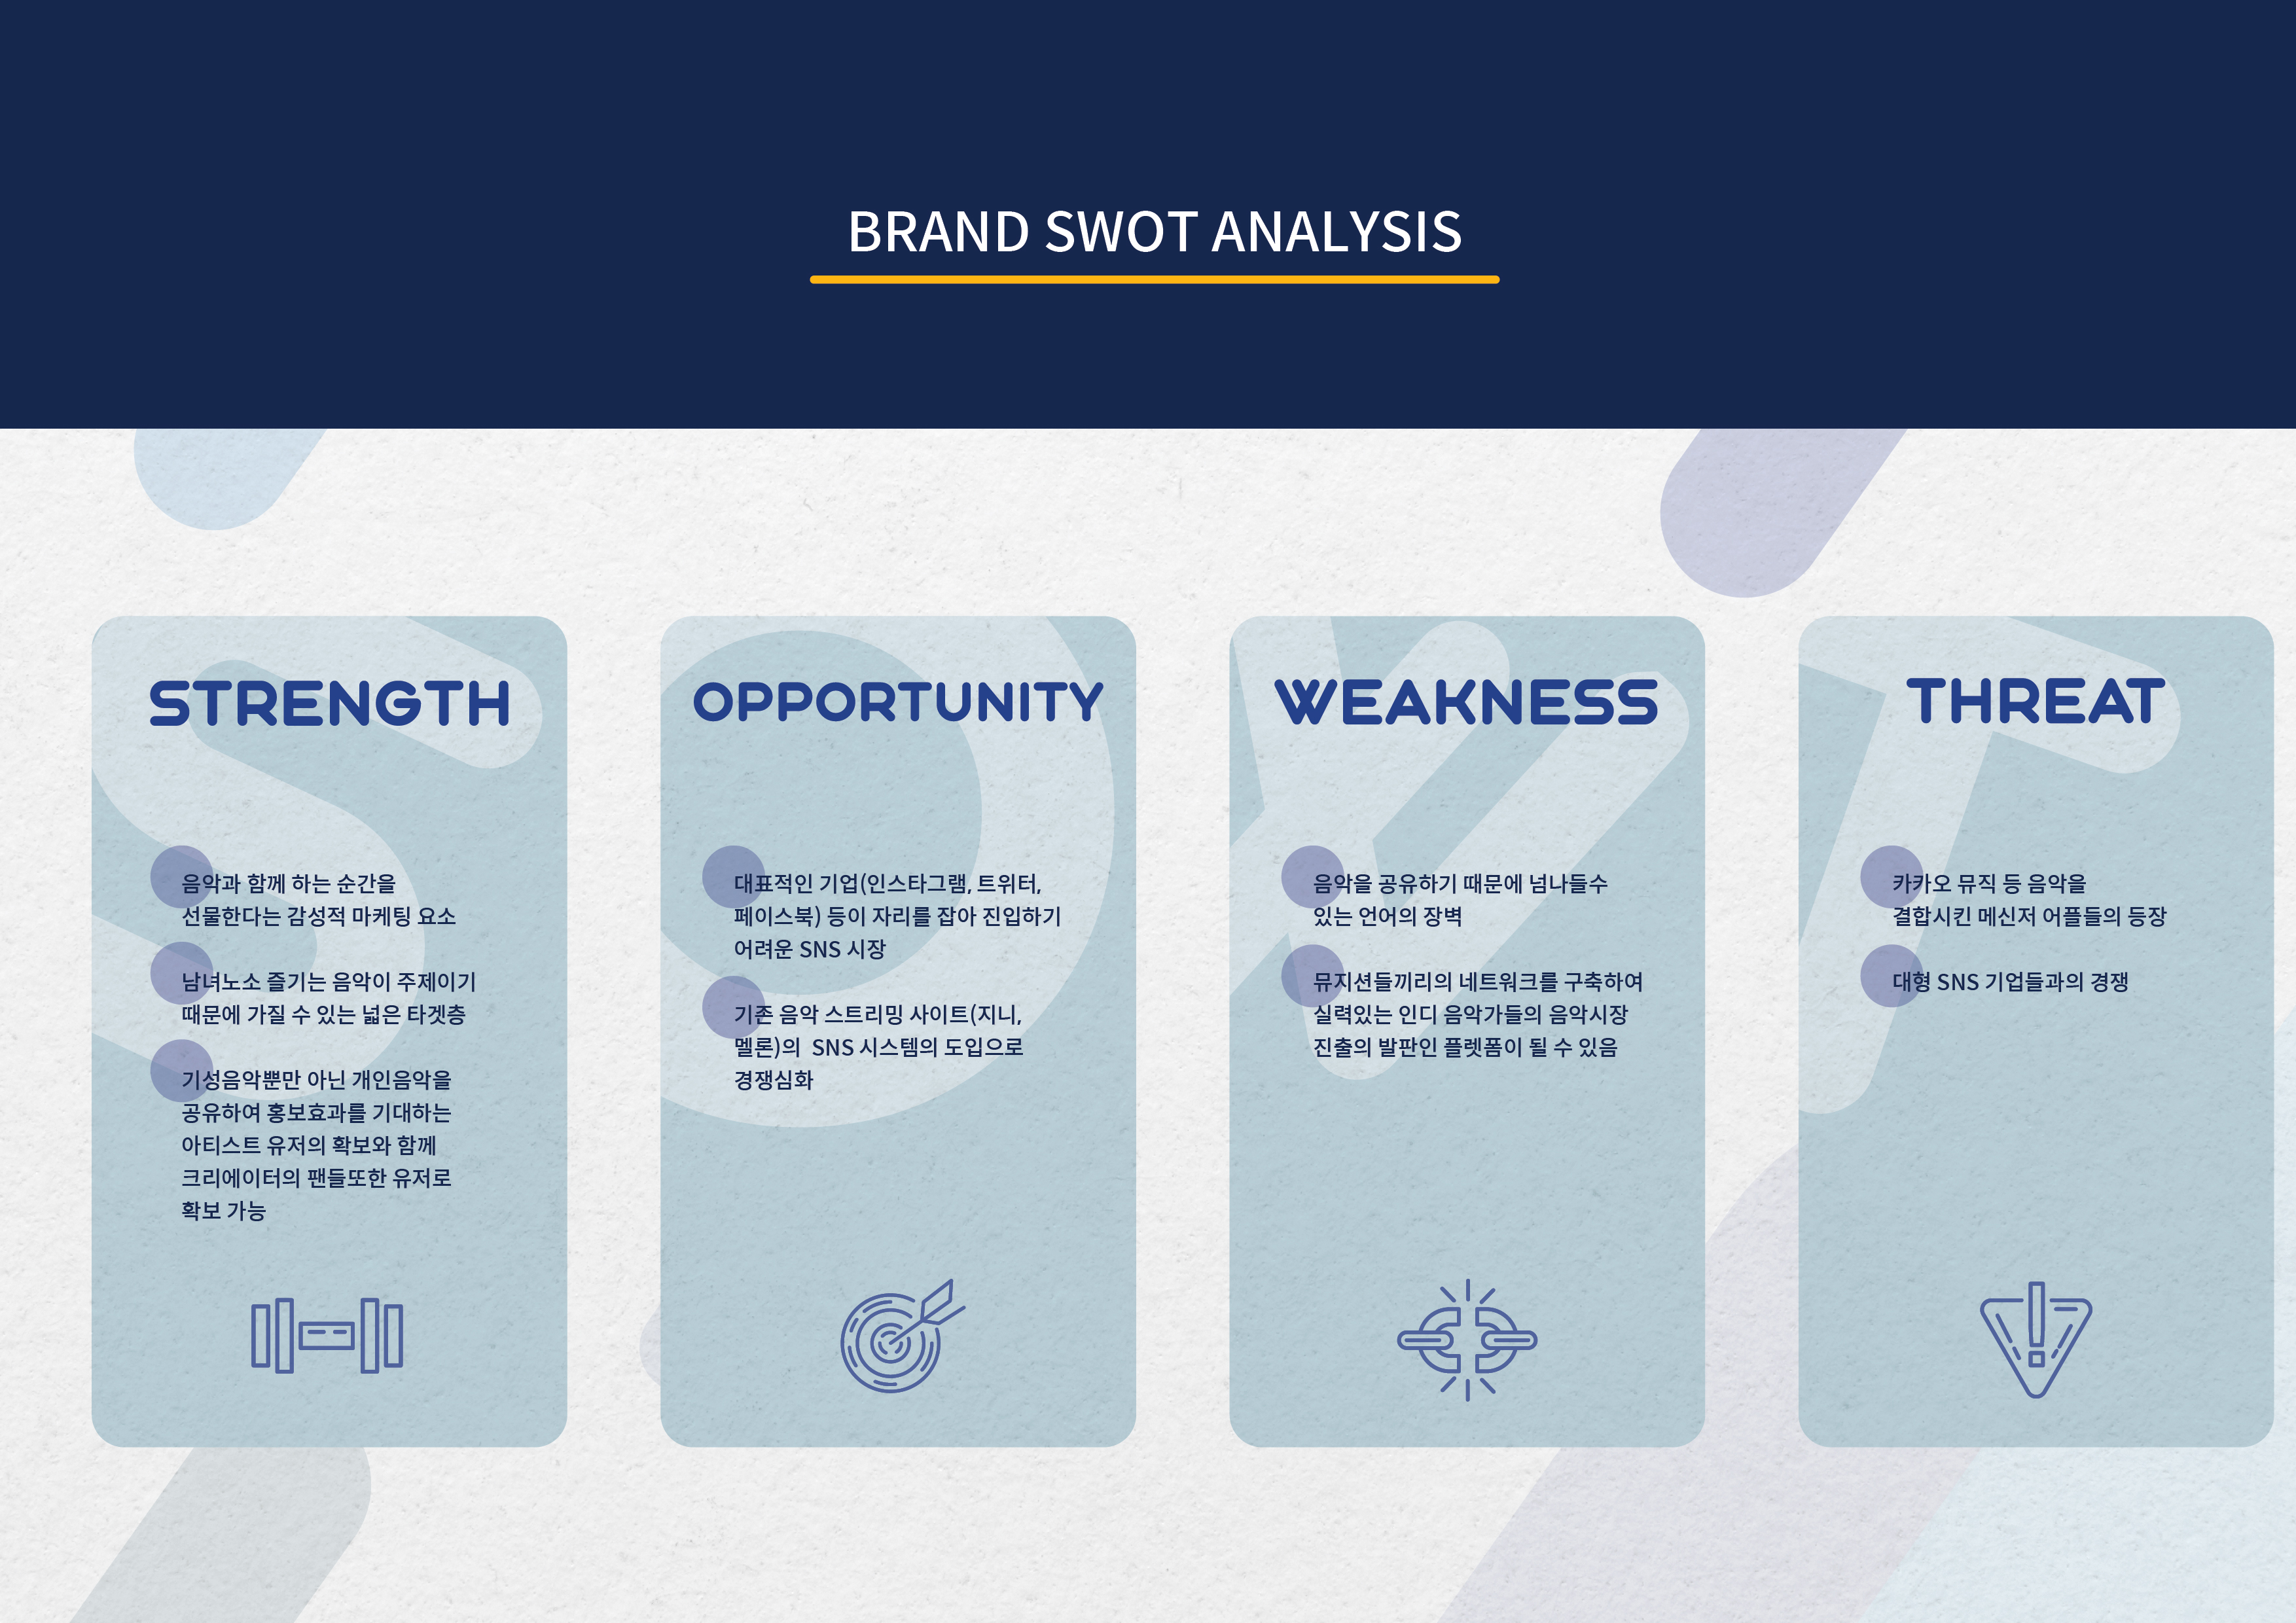 BRAND SWOT ANALYSIS
STRENGTH
음악과 함께 하는 순간을
선물한다는 감성적 마케팅 요소
남녀노소 즐기는 음악이 주제이기
때문에 가질 수 있는 넓은 타겟층
기성음악뿐만 아닌 개인음악을
공유하여 홍보효과를 기대하는
아티스트 유저의 확보와 함께
크리에이터의 팬들또한 유저로
확보 가능
OPPORTUNITY
대표적인 기업(인스타그램, 트위터,
페이스북) 등이 자리를 잡아 진입하기
어려운 SNS 시장
기존 음악 스트리밍 사이트(지니,
멜론)의  SNS 시스템의 도입으로
경쟁심화
WEAKNESS
음악을 공유하기 때문에 넘나들수
있는 언어의 장벽
뮤지션들끼리의 네트워크를 구축하여
실력있는 인디 음악가들의 음악시장
진출의 발판인 플렛폼이 될 수 있음
THREAT
카카오 뮤직 등 음악을
결합시킨 메신저 어플들의 등장
대형 SNS 기업들과의 경쟁